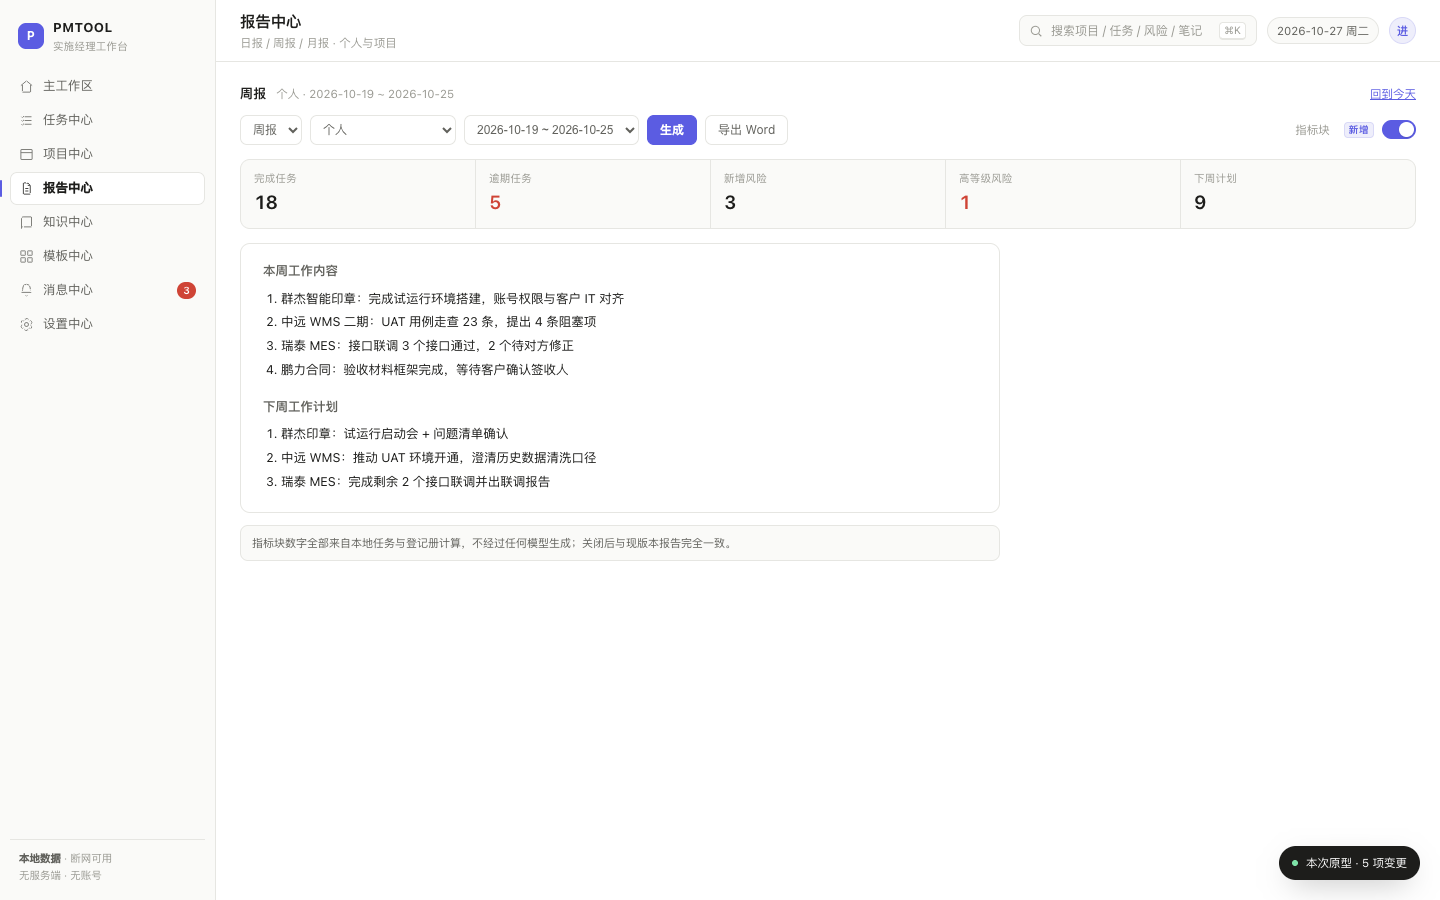 P
PMTOOL
实施经理工作台
主工作区
任务中心
项目中心
报告中心
知识中心
模板中心
消息中心 3
设置中心
本地数据 · 断网可用
无服务端 · 无账号
报告中心
日报 / 周报 / 月报 · 个人与项目
搜索项目 / 任务 / 风险 / 笔记 ⌘K
2026-10-27 周二
进
周报 个人 · 2026-10-19 ~ 2026-10-25
回到今天
周报 个人 2026-10-19 ~ 2026-10-25 生成 导出 Word
指标块 新增
完成任务
18
逾期任务
5
新增风险
3
高等级风险
1
下周计划
9
本周工作内容
1. 群杰智能印章：完成试运行环境搭建，账号权限与客户 IT 对齐
2. 中远 WMS 二期：UAT 用例走查 23 条，提出 4 条阻塞项
3. 瑞泰 MES：接口联调 3 个接口通过，2 个待对方修正
4. 鹏力合同：验收材料框架完成，等待客户确认签收人
下周工作计划
1. 群杰印章：试运行启动会 + 问题清单确认
2. 中远 WMS：推动 UAT 环境开通，澄清历史数据清洗口径
3. 瑞泰 MES：完成剩余 2 个接口联调并出联调报告
指标块数字全部来自本地任务与登记册计算，不经过任何模型生成；关闭后与现版本报告完全一致。
本次原型 · 5 项变更